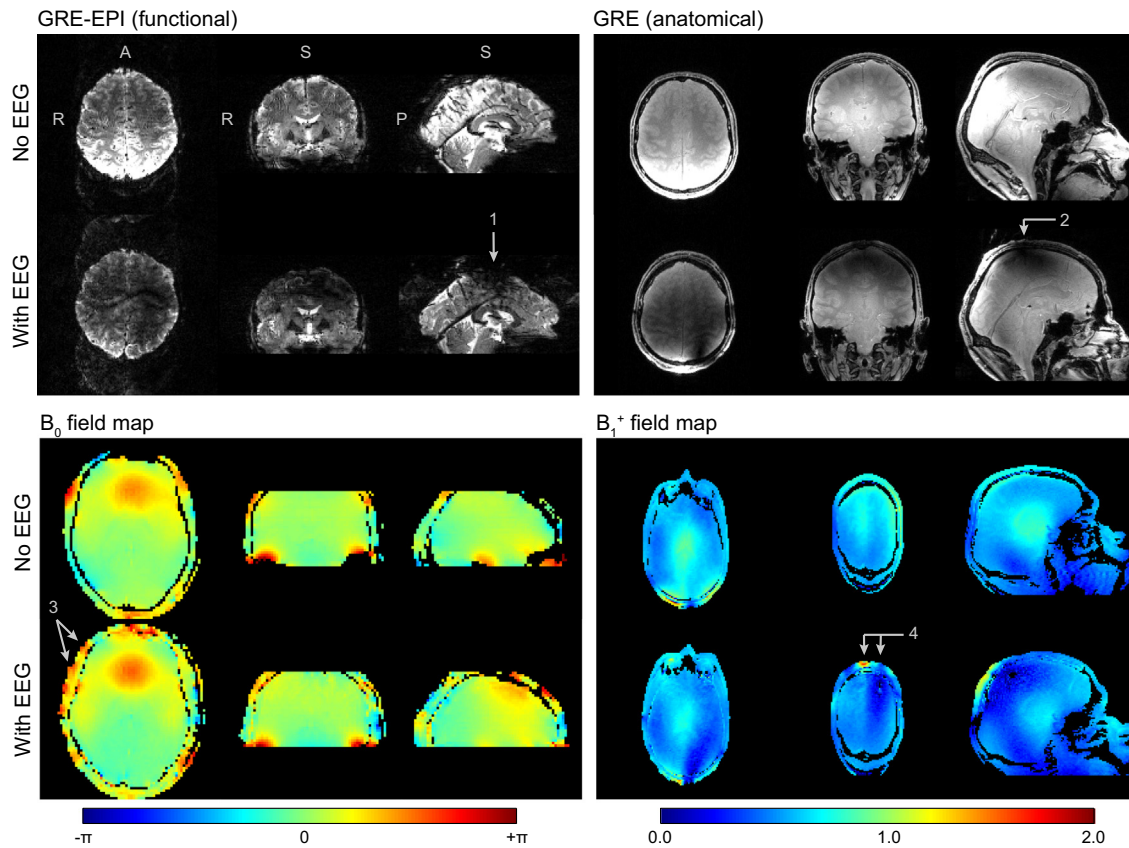 GRE-EPI (functional)
GRE (anatomical)
No EEG
A
S
S
R
R
P
With EEG
1
2
B₀ field map
B₁⁺ field map
No EEG
With EEG
3
4
-π 0 +π
0.0 1.0 2.0